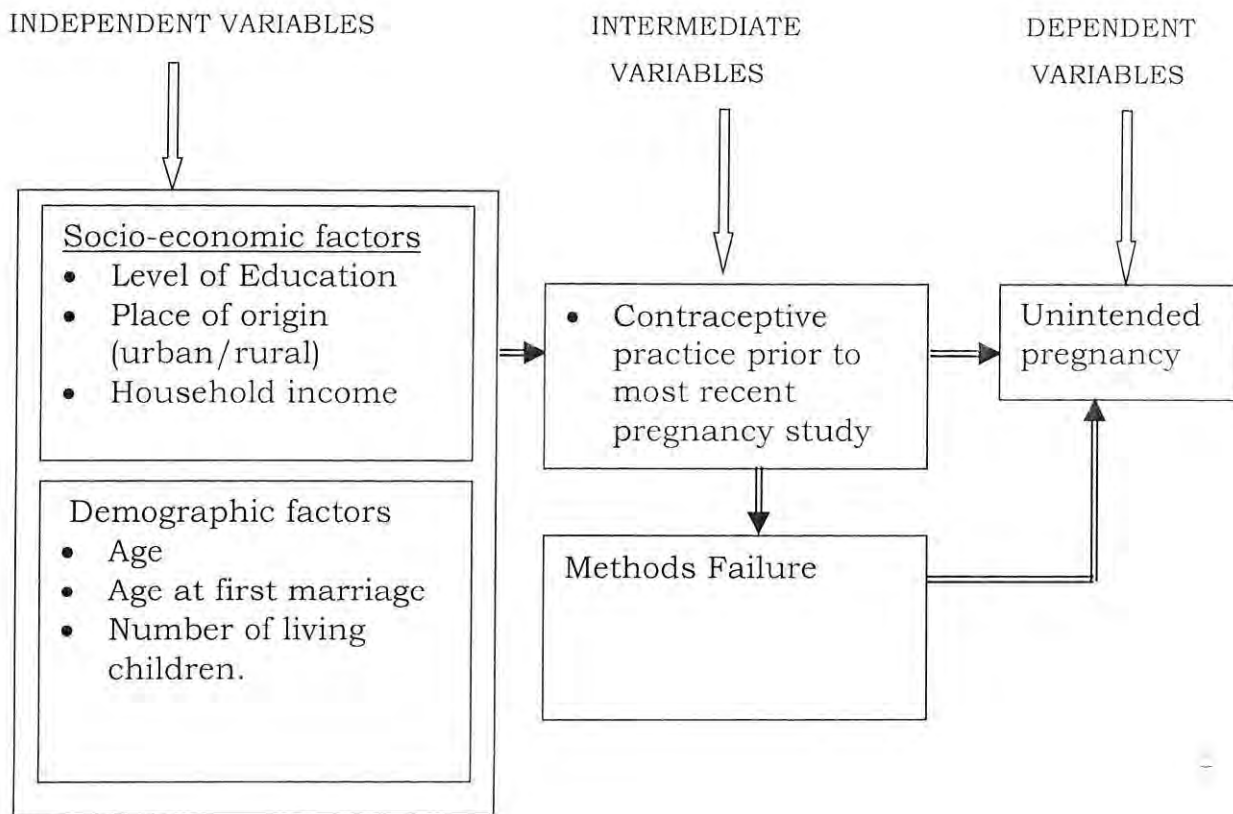 INDEPENDENT VARIABLES
INTERMEDIATE
VARIABLES
DEPENDENT
VARIABLES
Socio-economic factors
• Level of Education
• Place of origin
(urban/rural)
• Household income
Demographic factors
• Age
• Age at first marriage
• Number of living
children.
• Contraceptive
practice prior to
most recent
pregnancy study
Methods Failure
Unintended
pregnancy